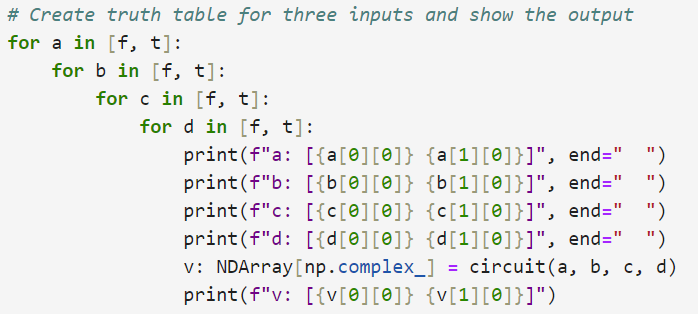 # Create truth table for three inputs and show the output
for a in [f, t]:
    for b in [f, t]:
        for c in [f, t]:
            for d in [f, t]:
                print(f"a: [{a[0][0]} {a[1][0]}]", end="  ")
                print(f"b: [{b[0][0]} {b[1][0]}]", end="  ")
                print(f"c: [{c[0][0]} {c[1][0]}]", end="  ")
                print(f"d: [{d[0][0]} {d[1][0]}]", end="  ")
                v: NDArray[np.complex_] = circuit(a, b, c, d)
                print(f"v: [{v[0][0]} {v[1][0]}]")